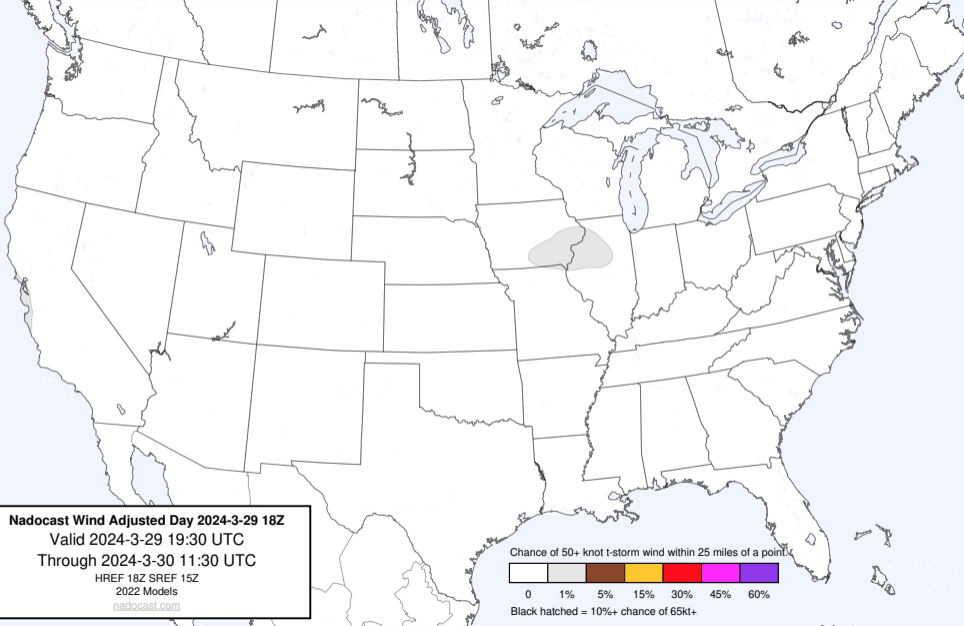 Nadocast Wind Adjusted Day 2024-3-29 18Z
Valid 2024-3-29 19:30 UTC
Through 2024-3-30 11:30 UTC
HREF 18Z SREF 15Z
2022 Models
nadocast.com
Chance of 50+ knot t-storm wind within 25 miles of a point.
0 1% 5% 15% 30% 45% 60%
Black hatched = 10%+ chance of 65kt+